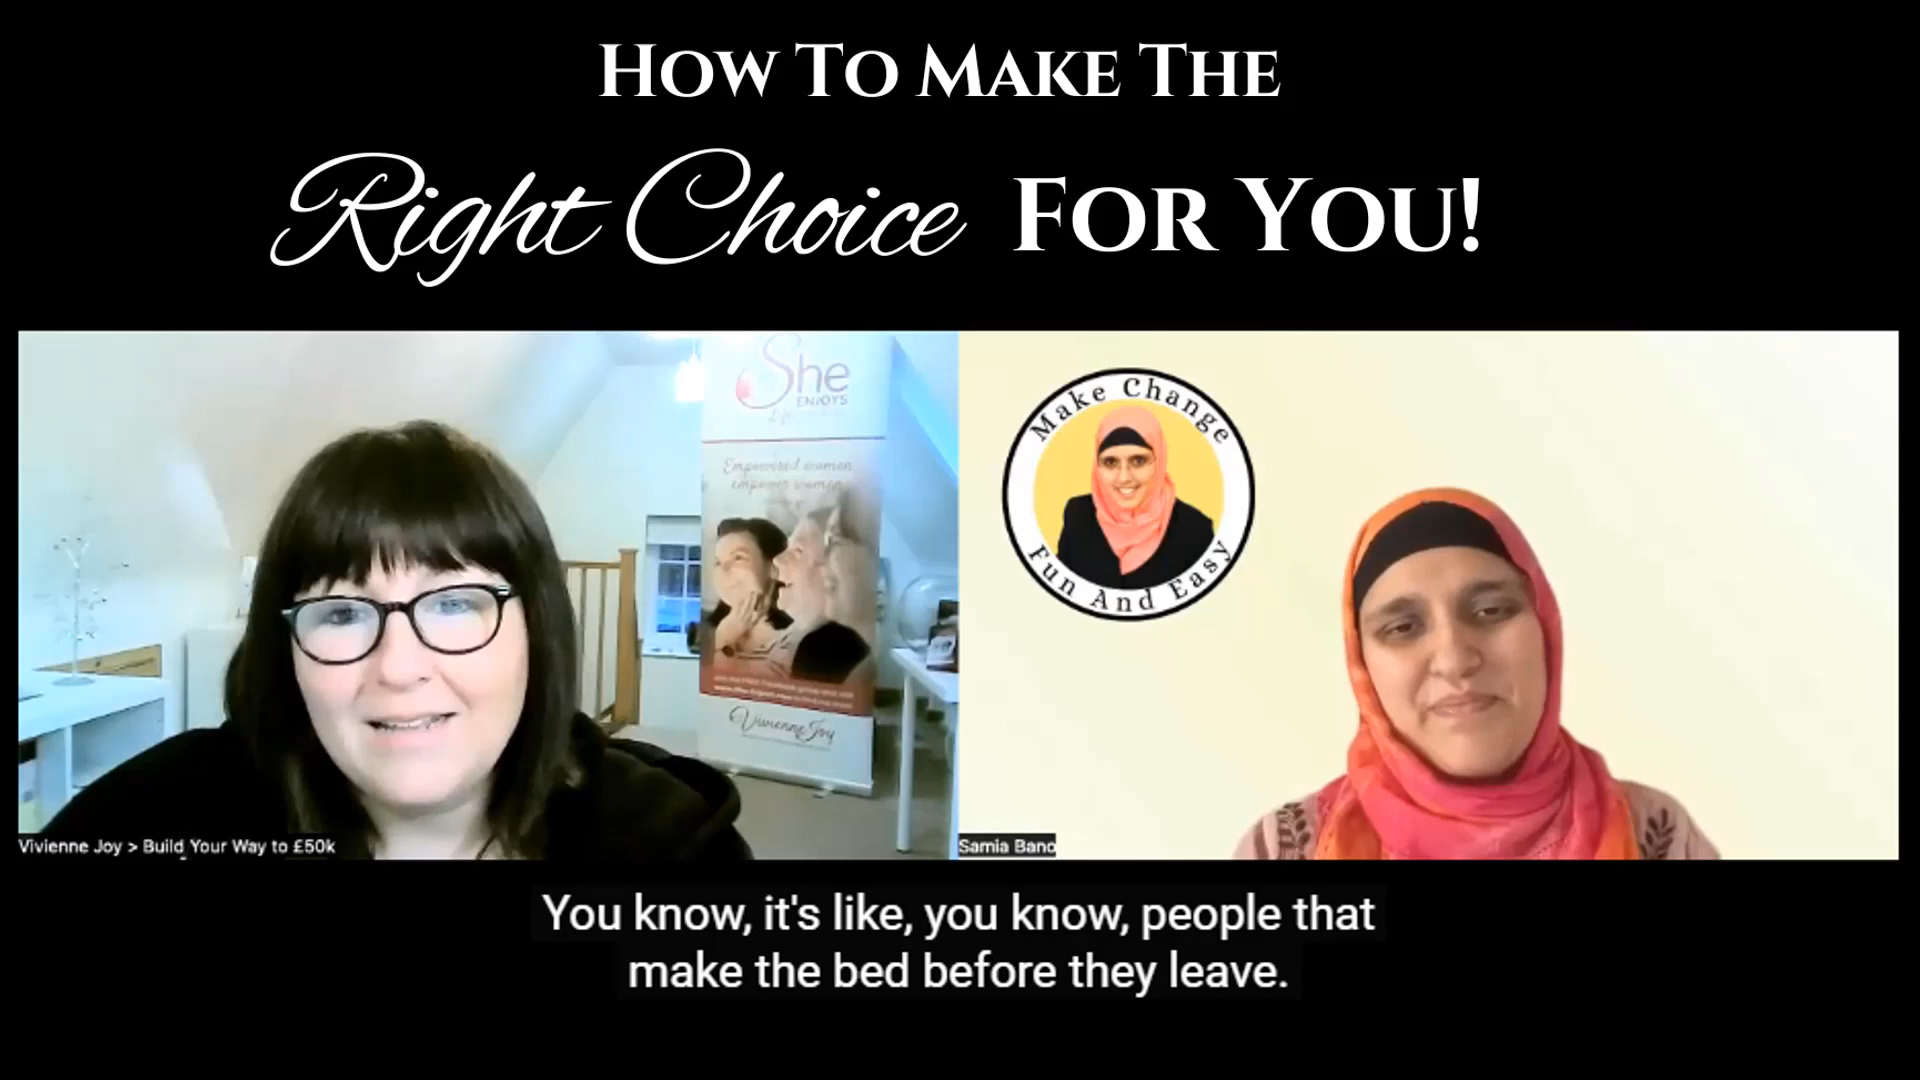 HOW TO MAKE THE
Right Choice FOR YOU!
She
ENJOYS
Life
Empowered women
empower women
Vivienne Joy
Make Change
Fun And Easy
Vivienne Joy > Build Your Way to £50k
Samia Bano
You know, it's like, you know, people that
make the bed before they leave.